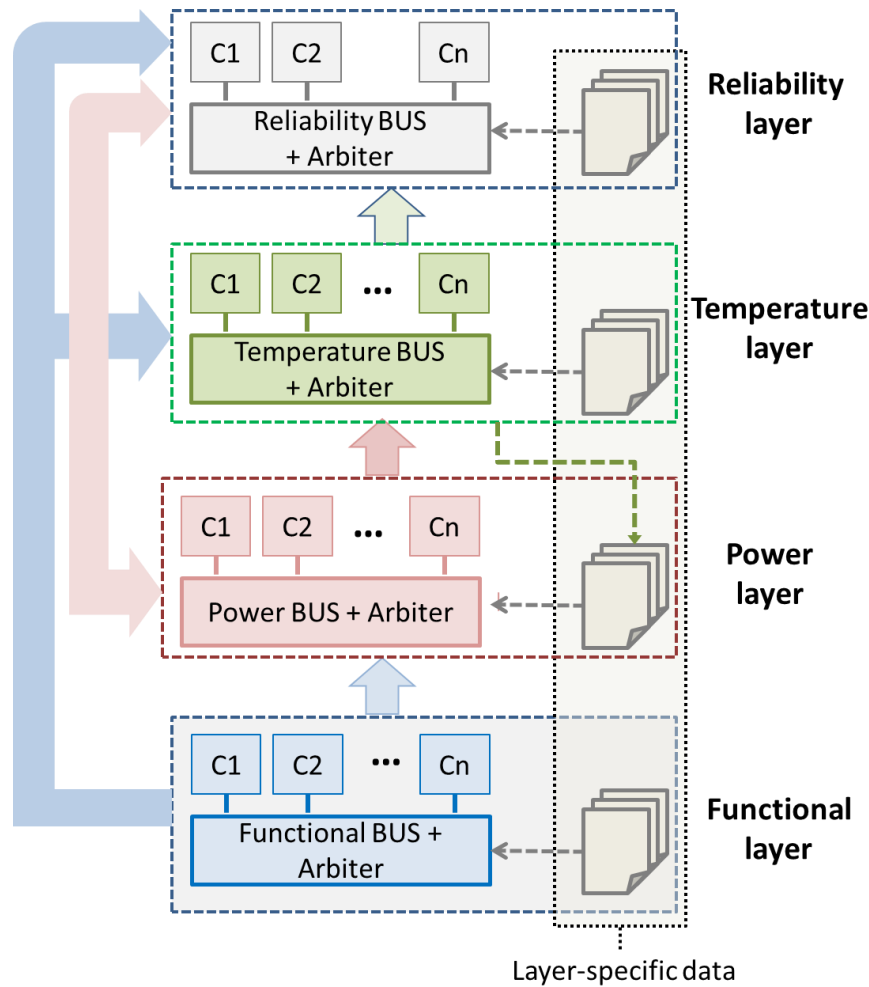 C1 C2 Cn
Reliability BUS
+ Arbiter
Reliability
layer
C1 C2 ... Cn
Temperature BUS
+ Arbiter
Temperature
layer
C1 C2 ... Cn
Power BUS + Arbiter
Power
layer
C1 C2 ... Cn
Functional BUS +
Arbiter
Functional
layer
Layer-specific data